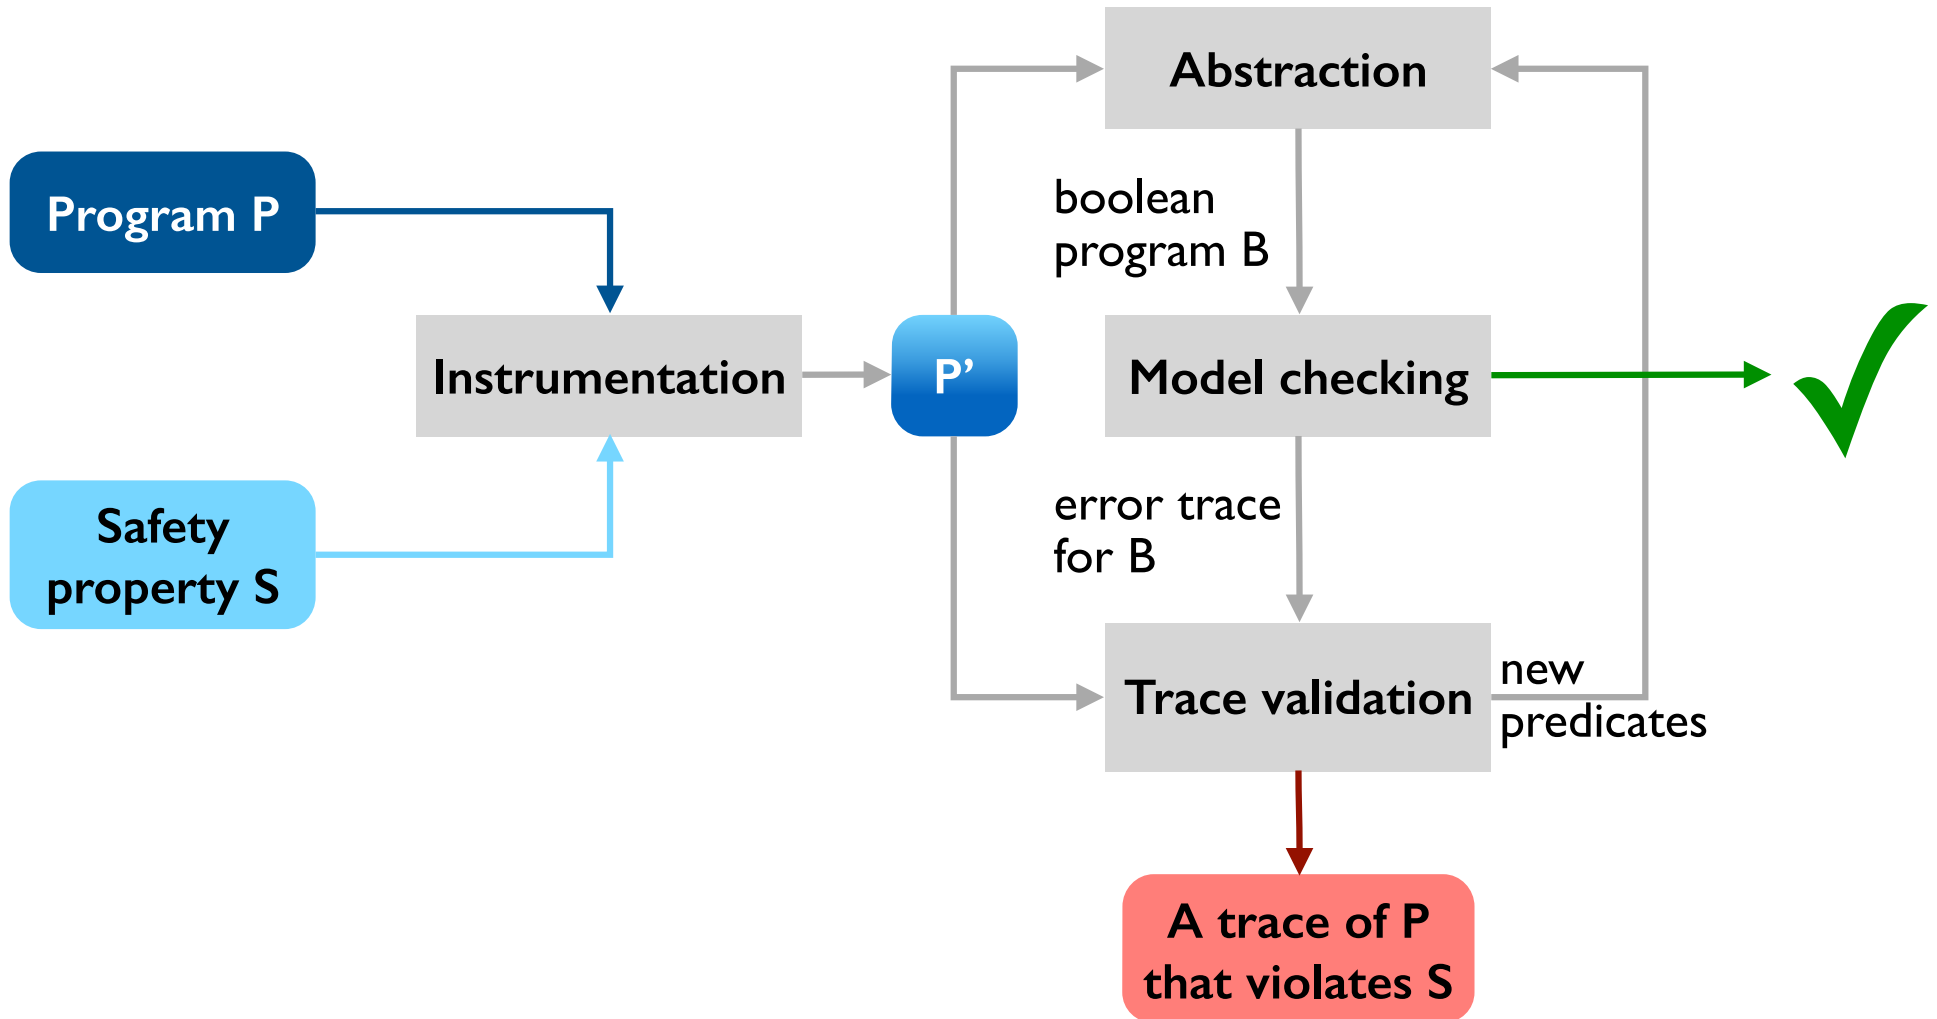 Abstraction
Program P
boolean
program B
Instrumentation
P’
Model checking
Safety
property S
error trace
for B
Trace validation
new
predicates
A trace of P
that violates S